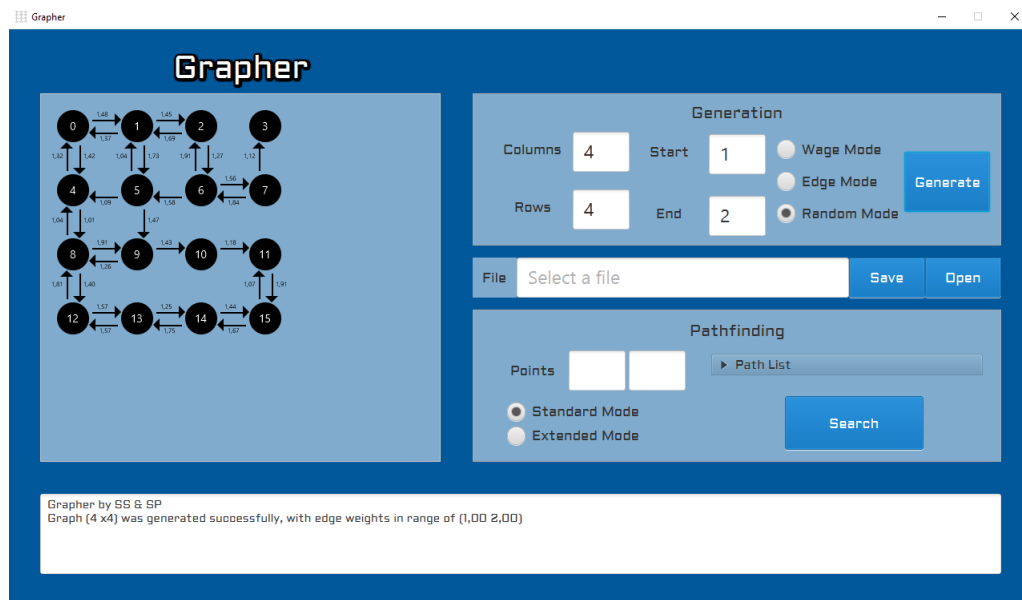 Grapher
Grapher
1,48 1,45
0 1 2 3
1,37 1,69
1,32 1,42 1,04 1,73 1,91 1,27 1,12
1,56
4 5 6 7
1,09 1,58 1,84
1,04 1,01 1,47
1,91 1,43 1,18
8 9 10 11
1,26
1,81 1,40 1,07 1,91
1,57 1,25 1,44
12 13 14 15
1,57 1,75 1,67
Generation
Columns 4 Start 1 Wage Mode
Edge Mode
Generate
Rows 4 End 2 Random Mode
File Select a file Save Open
Pathfinding
Points Path List
Standard Mode
Extended Mode
Search
Grapher by SS & SP
Graph (4 x4) was generated successfully, with edge weights in range of (1,00 2,00)